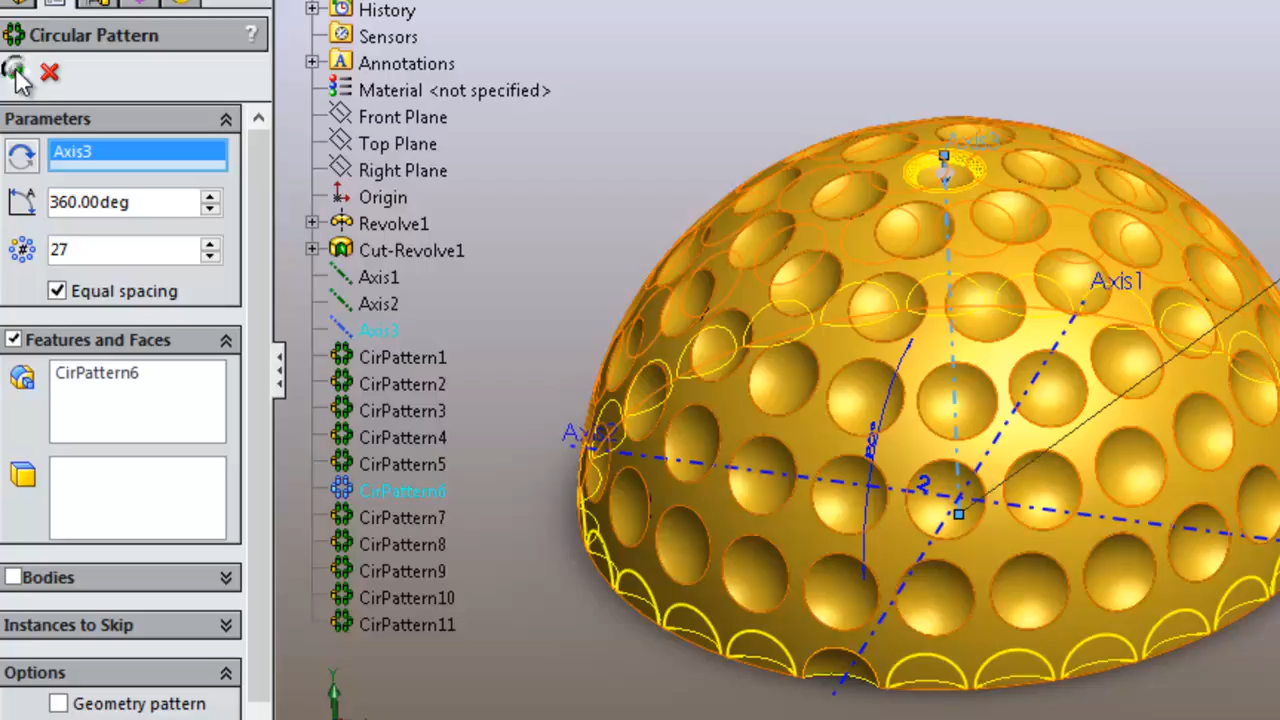 Circular Pattern
?
Parameters
Axis3
360.00deg
27
Equal spacing
Features and Faces
CirPattern6
Bodies
Instances to Skip
Options
Geometry pattern
History
Sensors
Annotations
Material <not specified>
Front Plane
Top Plane
Right Plane
Origin
Revolve1
Cut-Revolve1
Axis1
Axis2
Axis3
CirPattern1
CirPattern2
CirPattern3
CirPattern4
CirPattern5
CirPattern6
CirPattern7
CirPattern8
CirPattern9
CirPattern10
CirPattern11
Axis3
Axis1
Axis2
2
Y